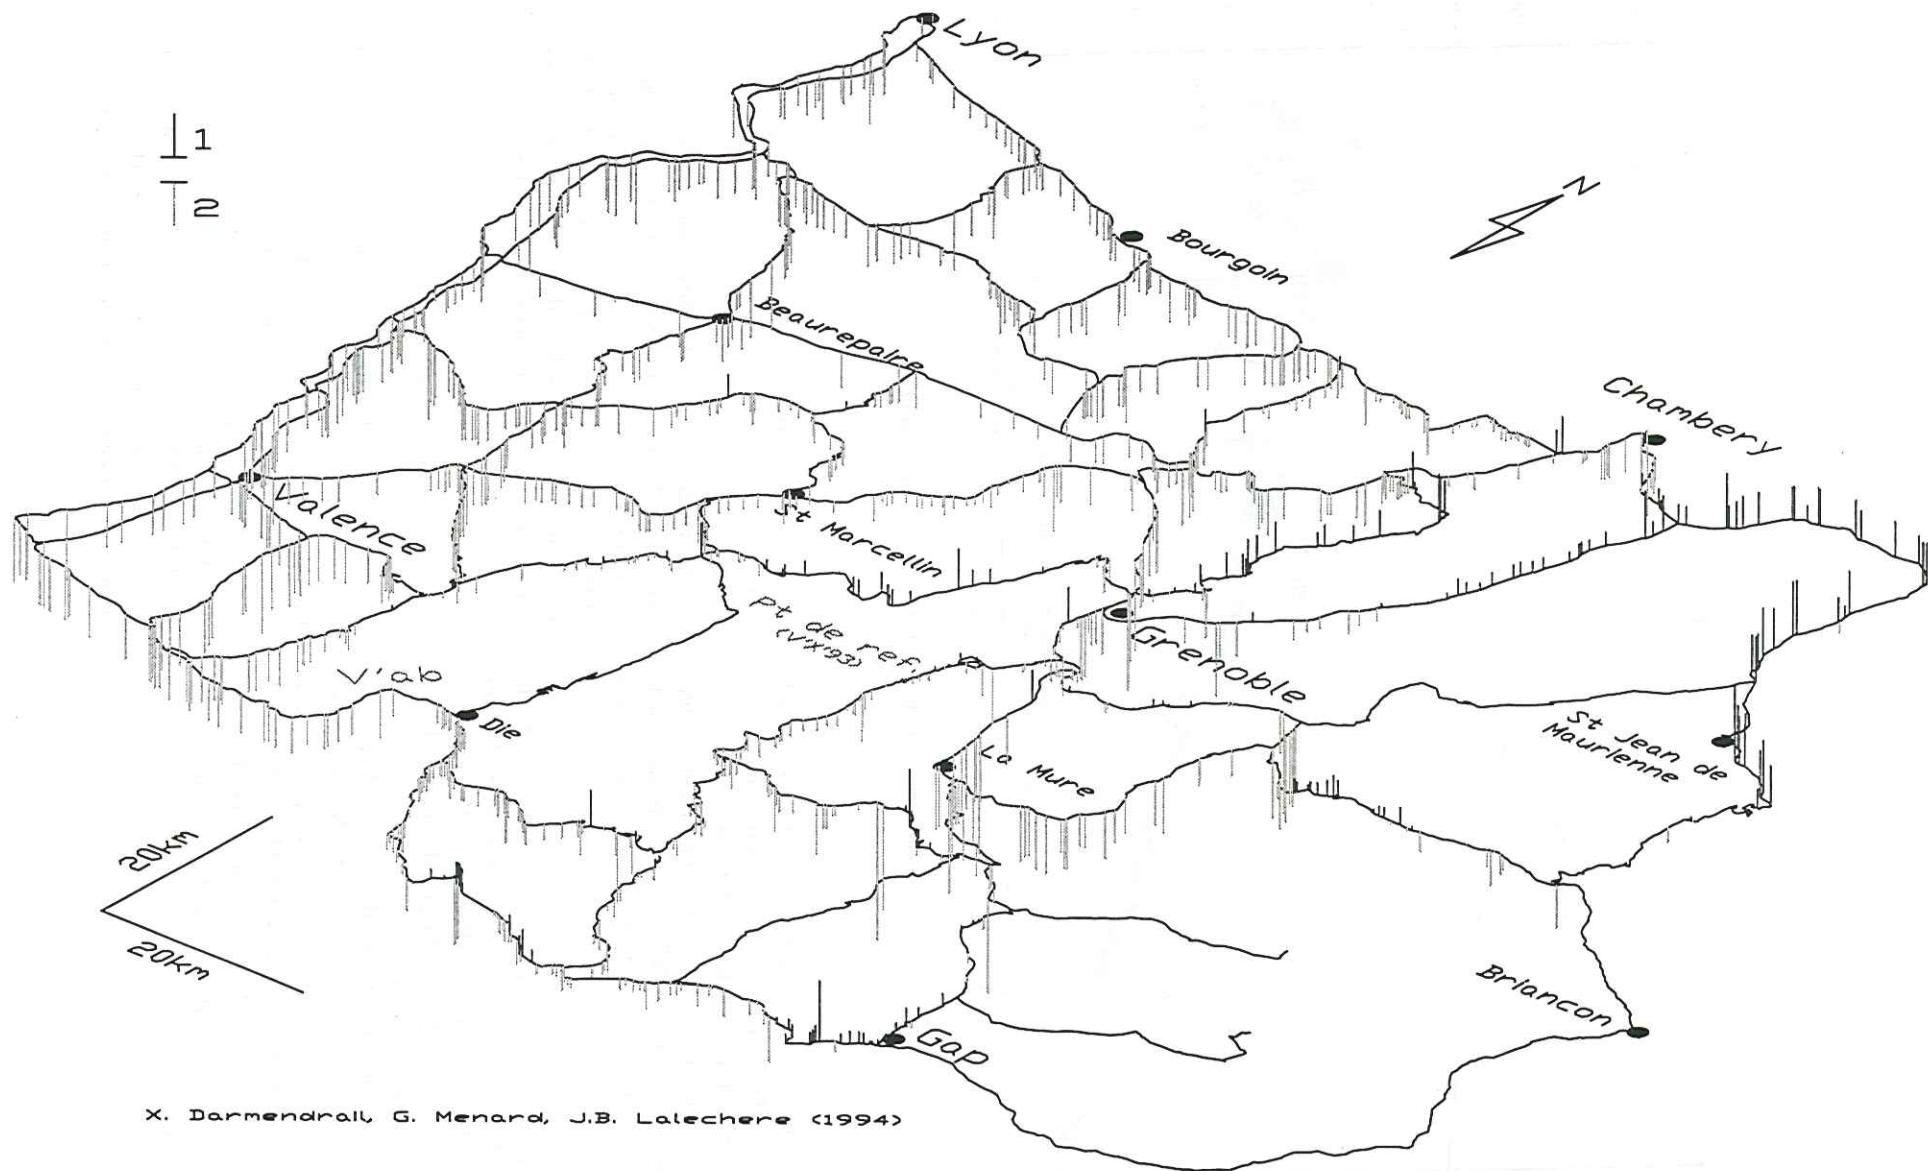 Lyon
1
2
N
Bourgoin
Beaurepaire
Chambery
Valence
St Marcellin
pt de ref.
(V'X'93)
Grenoble
V'ab
Die
St Jean de
Maurienne
La Mure
20km
20km
Briancon
Gap
X. Darmendrail, G. Menard, J.B. Lalechere (1994)